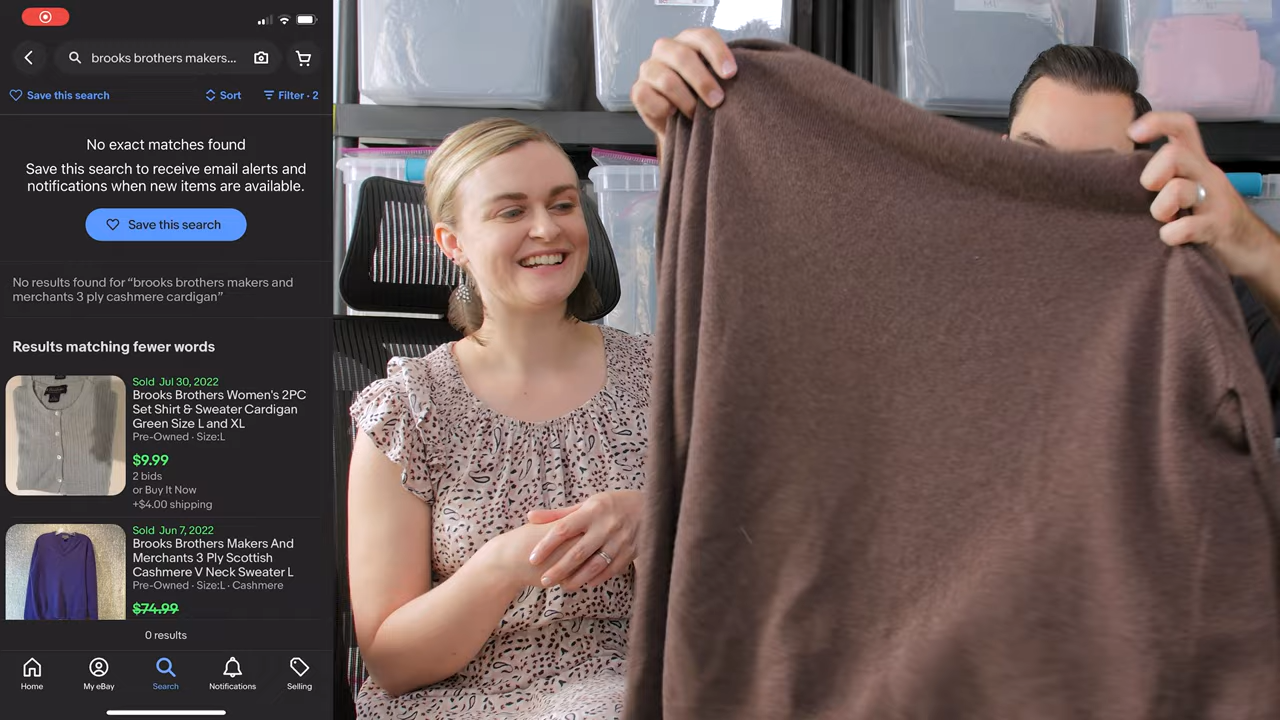 brooks brothers makers...
Save this search
Sort
Filter · 2
No exact matches found
Save this search to receive email alerts and
notifications when new items are available.
Save this search
No results found for “brooks brothers makers and
merchants 3 ply cashmere cardigan”
Results matching fewer words
Sold Jul 30, 2022
Brooks Brothers Women's 2PC
Set Shirt & Sweater Cardigan
Green Size L and XL
Pre-Owned · Size:L
$9.99
2 bids
or Buy It Now
+$4.00 shipping
Sold Jun 7, 2022
Brooks Brothers Makers And
Merchants 3 Ply Scottish
Cashmere V Neck Sweater L
Pre-Owned · Size:L · Cashmere
$74.99
0 results
Home
My eBay
Search
Notifications
Selling